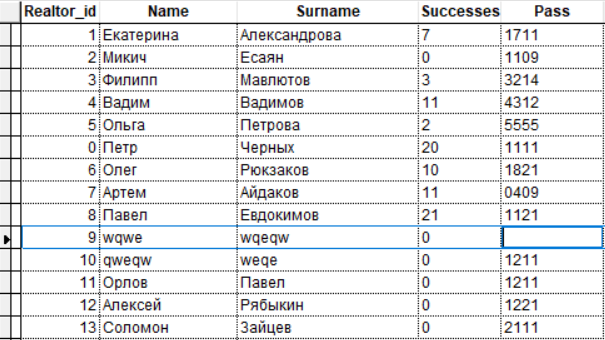 Realtor_id Name Surname Successes Pass
1 Екатерина Александрова 7 1711
2 Микич Есаян 0 1109
3 Филипп Мавлютов 3 3214
4 Вадим Вадимов 11 4312
5 Ольга Петрова 2 5555
0 Петр Черных 20 1111
6 Олег Рюкзаков 10 1821
7 Артем Айдаков 11 0409
8 Павел Евдокимов 21 1121
9 wqwe wqeqw 0
10 qweqw weqe 0 1211
11 Орлов Павел 0 1211
12 Алексей Рябыкин 0 1221
13 Соломон Зайцев 0 2111